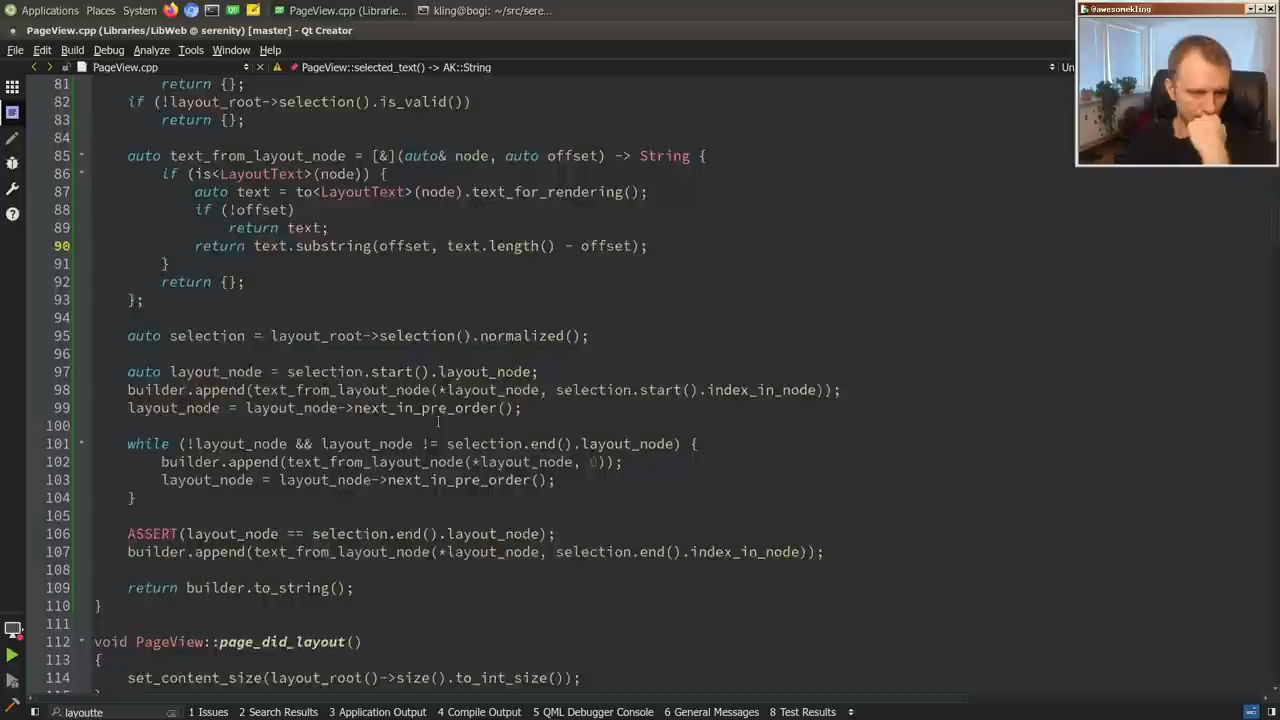 Applications Places System PageView.cpp (Librarie... kling@bogi: ~/src/sere...
@awesomekling
PageView.cpp (Libraries/LibWeb @ serenity) [master] - Qt Creator
File Edit Build Debug Analyze Tools Window Help
PageView.cpp PageView::selected_text() -> AK::String Un
81 return {};
82 if (!layout_root->selection().is_valid())
83 return {};
84
85 auto text_from_layout_node = [&](auto& node, auto offset) -> String {
86 if (is<LayoutText>(node)) {
87 auto text = to<LayoutText>(node).text_for_rendering();
88 if (!offset)
89 return text;
90 return text.substring(offset, text.length() - offset);
91 }
92 return {};
93 };
94
95 auto selection = layout_root->selection().normalized();
96
97 auto layout_node = selection.start().layout_node;
98 builder.append(text_from_layout_node(*layout_node, selection.start().index_in_node));
99 layout_node = layout_node->next_in_pre_order();
100
101 while (!layout_node && layout_node != selection.end().layout_node) {
102 builder.append(text_from_layout_node(*layout_node, 0));
103 layout_node = layout_node->next_in_pre_order();
104 }
105
106 ASSERT(layout_node == selection.end().layout_node);
107 builder.append(text_from_layout_node(*layout_node, selection.end().index_in_node));
108
109 return builder.to_string();
110 }
111
112 void PageView::page_did_layout()
113 {
114 set_content_size(layout_root()->size().to_int_size());
layoutte 1 Issues 2 Search Results 3 Application Output 4 Compile Output 5 QML Debugger Console 6 General Messages 8 Test Results